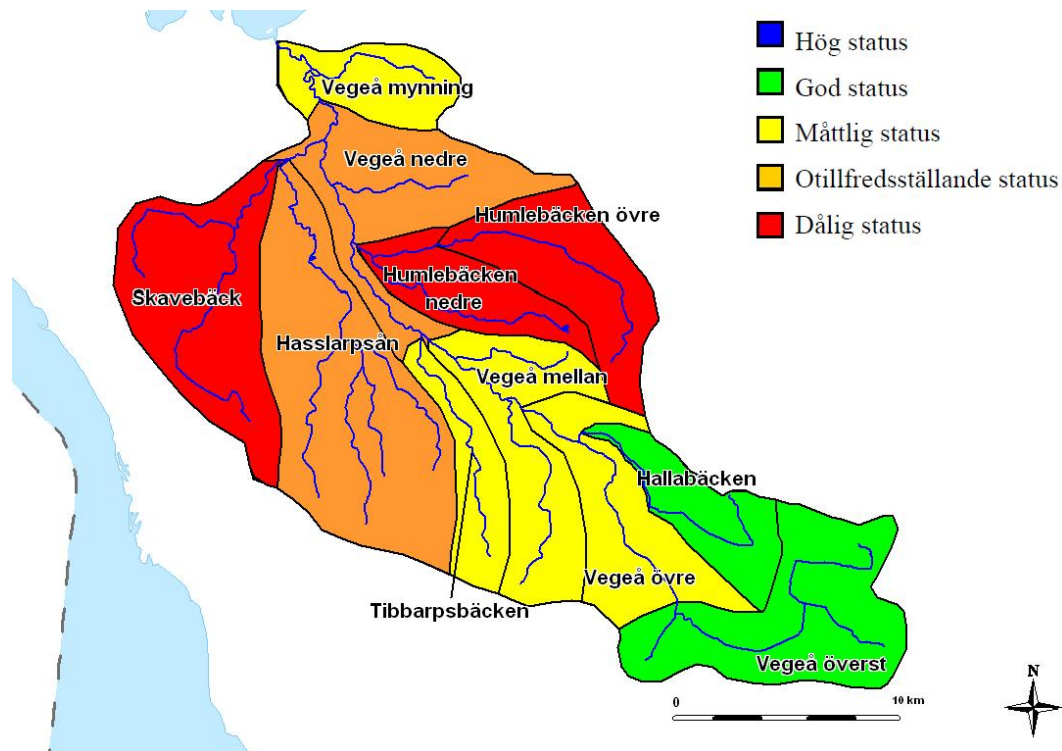 Hög status
God status
Måttlig status
Otillfredsställande status
Dålig status
Vegeå mynning
Vegeå nedre
Humlebäcken övre
Humlebäcken
nedre
Skavebäck
Hasslarpsån
Vegeå mellan
Hallabäcken
Vegeå övre
Tibbarpsbäcken
Vegeå överst
N
0
10 km